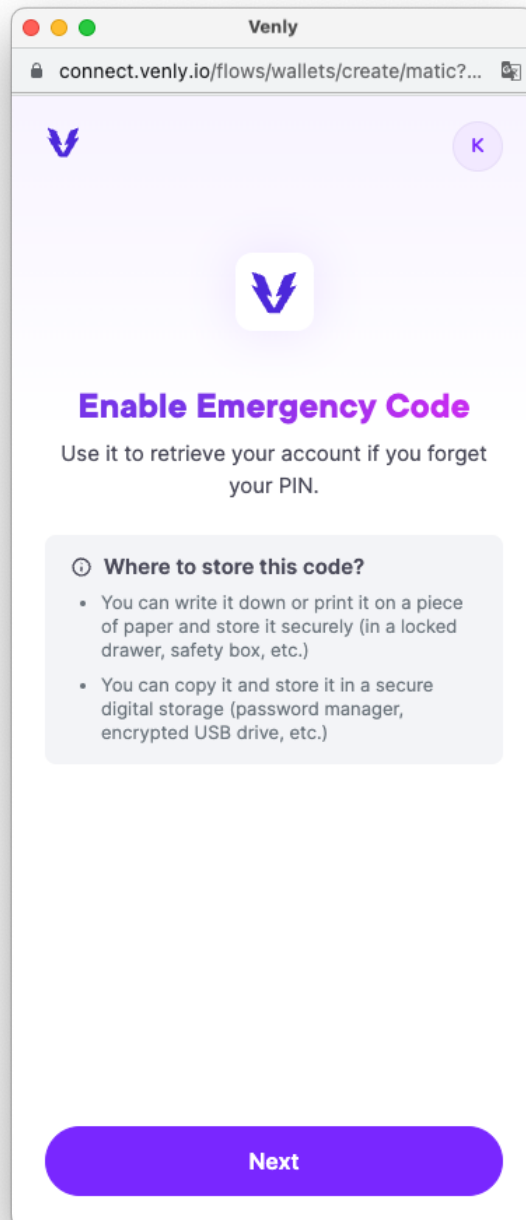 Venly
connect.venly.io/flows/wallets/create/matic?...
K
Enable Emergency Code
Use it to retrieve your account if you forget
your PIN.
Where to store this code?
• You can write it down or print it on a piece
of paper and store it securely (in a locked
drawer, safety box, etc.)
• You can copy it and store it in a secure
digital storage (password manager,
encrypted USB drive, etc.)
Next